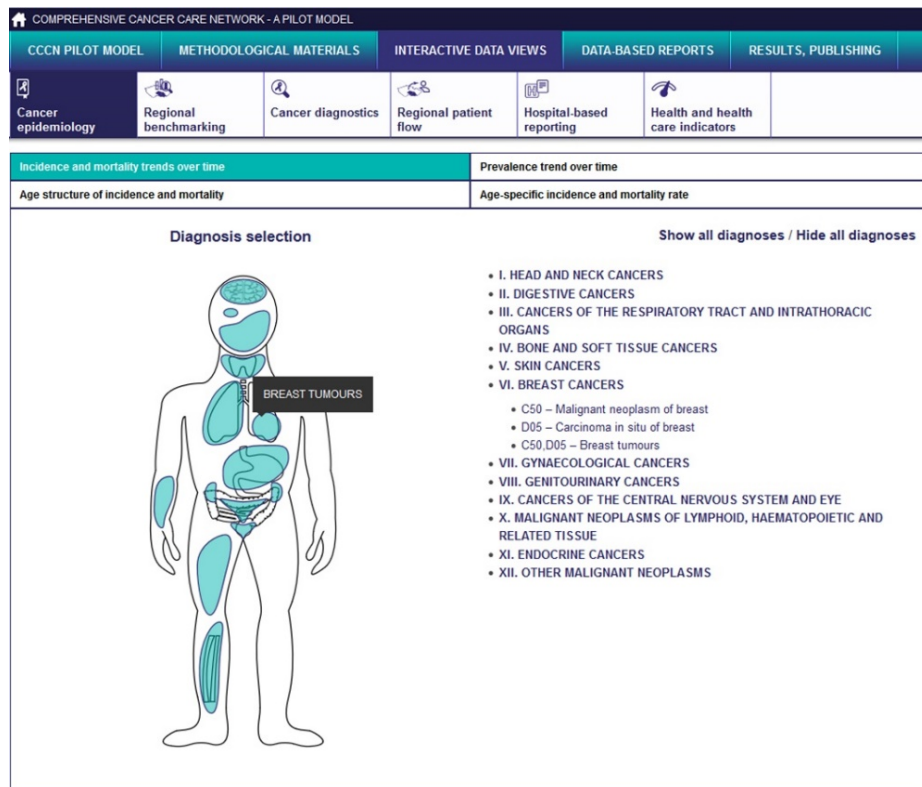 COMPREHENSIVE CANCER CARE NETWORK - A PILOT MODEL
CCCN PILOT MODEL
METHODOLOGICAL MATERIALS
INTERACTIVE DATA VIEWS
DATA-BASED REPORTS
RESULTS, PUBLISHING
Cancer
epidemiology
Regional
benchmarking
Cancer diagnostics
Regional patient
flow
Hospital-based
reporting
Health and health
care indicators
Incidence and mortality trends over time
Prevalence trend over time
Age structure of incidence and mortality
Age-specific incidence and mortality rate
Diagnosis selection
BREAST TUMOURS
Show all diagnoses / Hide all diagnoses
• I. HEAD AND NECK CANCERS
• II. DIGESTIVE CANCERS
• III. CANCERS OF THE RESPIRATORY TRACT AND INTRATHORACIC
ORGANS
• IV. BONE AND SOFT TISSUE CANCERS
• V. SKIN CANCERS
• VI. BREAST CANCERS
• C50 – Malignant neoplasm of breast
• D05 – Carcinoma in situ of breast
• C50,D05 – Breast tumours
• VII. GYNAECOLOGICAL CANCERS
• VIII. GENITOURINARY CANCERS
• IX. CANCERS OF THE CENTRAL NERVOUS SYSTEM AND EYE
• X. MALIGNANT NEOPLASMS OF LYMPHOID, HAEMATOPOIETIC AND
RELATED TISSUE
• XI. ENDOCRINE CANCERS
• XII. OTHER MALIGNANT NEOPLASMS